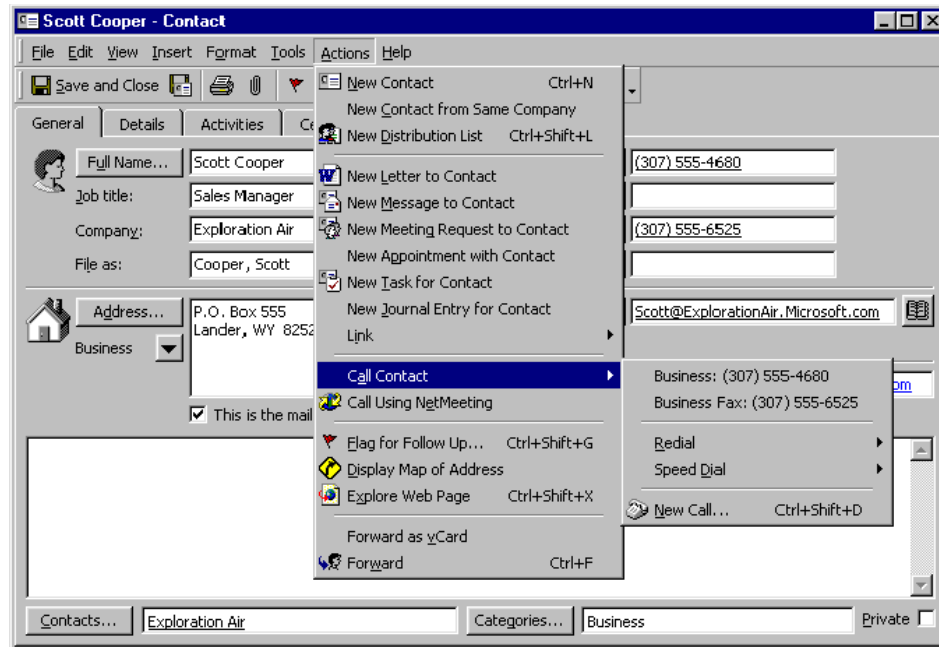 Scott Cooper - Contact
File Edit View Insert Format Tools Actions Help
Save and Close
General Details Activities
Full Name... Scott Cooper (307) 555-4680
Job title: Sales Manager
Company: Exploration Air (307) 555-6525
File as: Cooper, Scott
Address... P.O. Box 555 Scott@ExplorationAir.Microsoft.com
Lander, WY 8252
Business
This is the mail
om
New Contact Ctrl+N
New Contact from Same Company
New Distribution List Ctrl+Shift+L
New Letter to Contact
New Message to Contact
New Meeting Request to Contact
New Appointment with Contact
New Task for Contact
New Journal Entry for Contact
Link
Call Contact
Call Using NetMeeting
Flag for Follow Up... Ctrl+Shift+G
Display Map of Address
Explore Web Page Ctrl+Shift+X
Forward as vCard
Forward Ctrl+F
Business: (307) 555-4680
Business Fax: (307) 555-6525
Redial
Speed Dial
New Call... Ctrl+Shift+D
Contacts... Exploration Air Categories... Business Private